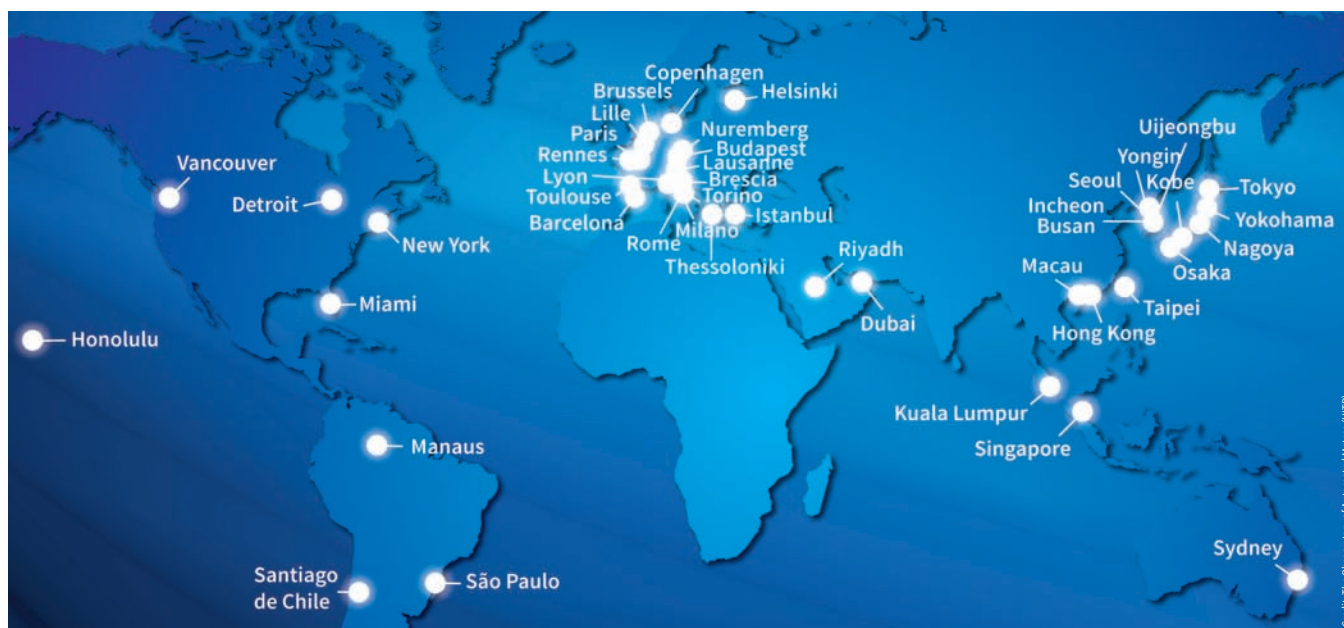 Copenhagen
Brussels
Helsinki
Lille
Paris
Nuremberg
Budapest
Rennes
Lausanne
Lyon
Brescia
Toulouse
Torino
Barcelona
Milano
Istanbul
Rome
Thessoloniki
Riyadh
Dubai
Uijeongbu
Yongin
Seoul
Kobe
Tokyo
Incheon
Busan
Yokohama
Nagoya
Osaka
Macau
Hong Kong
Taipei
Kuala Lumpur
Singapore
Sydney
Vancouver
Detroit
New York
Miami
Honolulu
Manaus
Santiago
de Chile
São Paulo